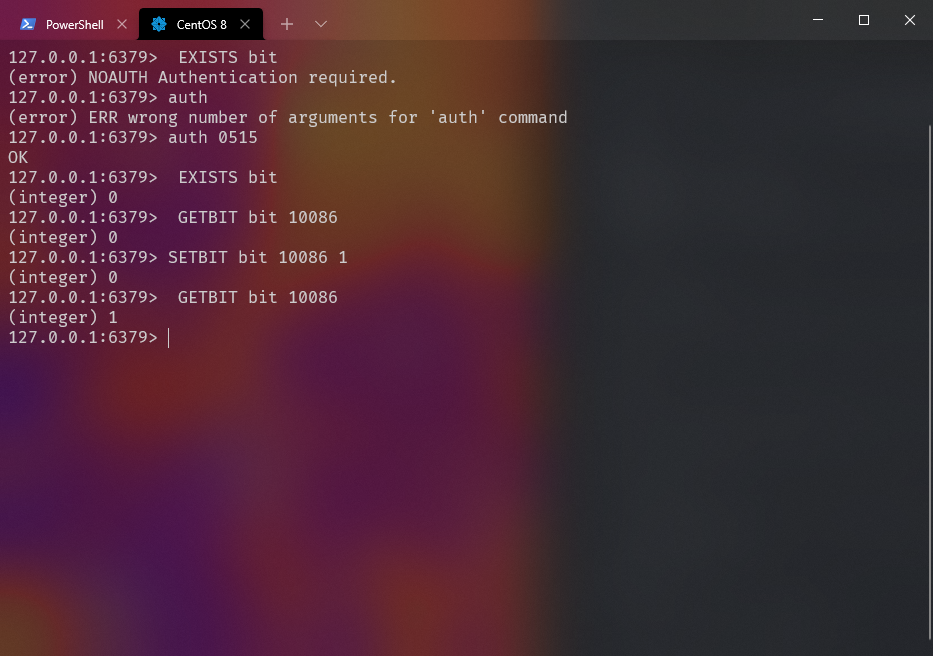 PowerShell
CentOS 8
127.0.0.1:6379>  EXISTS bit
(error) NOAUTH Authentication required.
127.0.0.1:6379> auth
(error) ERR wrong number of arguments for 'auth' command
127.0.0.1:6379> auth 0515
OK
127.0.0.1:6379>  EXISTS bit
(integer) 0
127.0.0.1:6379>  GETBIT bit 10086
(integer) 0
127.0.0.1:6379> SETBIT bit 10086 1
(integer) 0
127.0.0.1:6379>  GETBIT bit 10086
(integer) 1
127.0.0.1:6379>